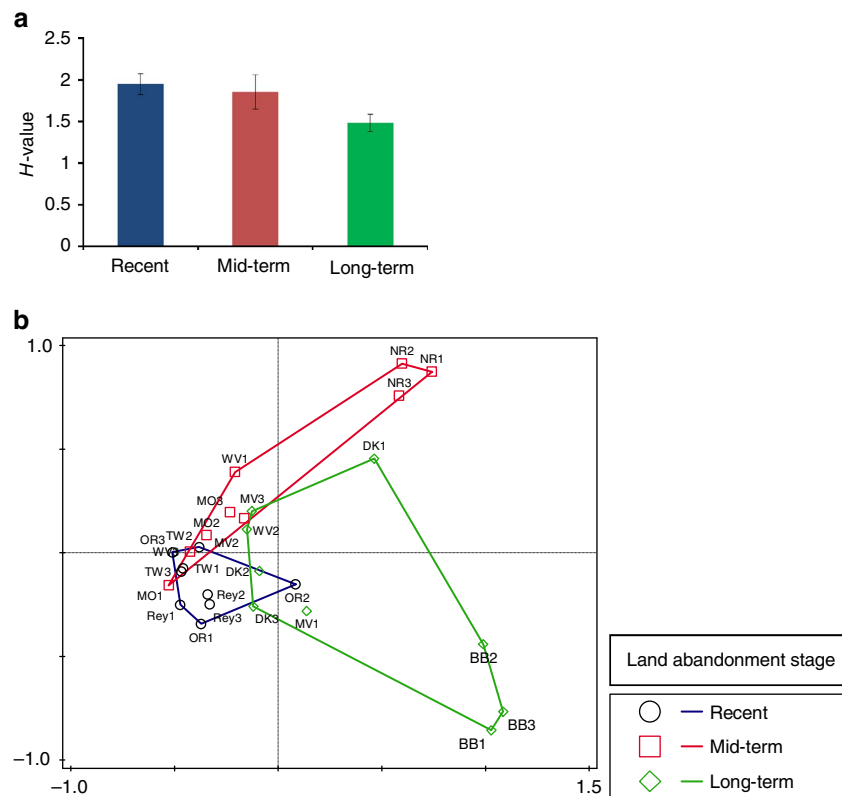 a
2.5
2
1.5
1
0.5
0
H-value
Recent Mid-term Long-term
b
1.0
NR2
NR1
NR3
DK1
WV1
MO3
MV3
MO2
WV2
OR3
TW2
MV2
TW3
TW1
DK2
MO1
Rey2
OR2
Rey1
Rey3
DK3
MV1
OR1
BB2
BB3
BB1
-1.0
-1.0
1.5
Land abandonment stage
Recent
Mid-term
Long-term